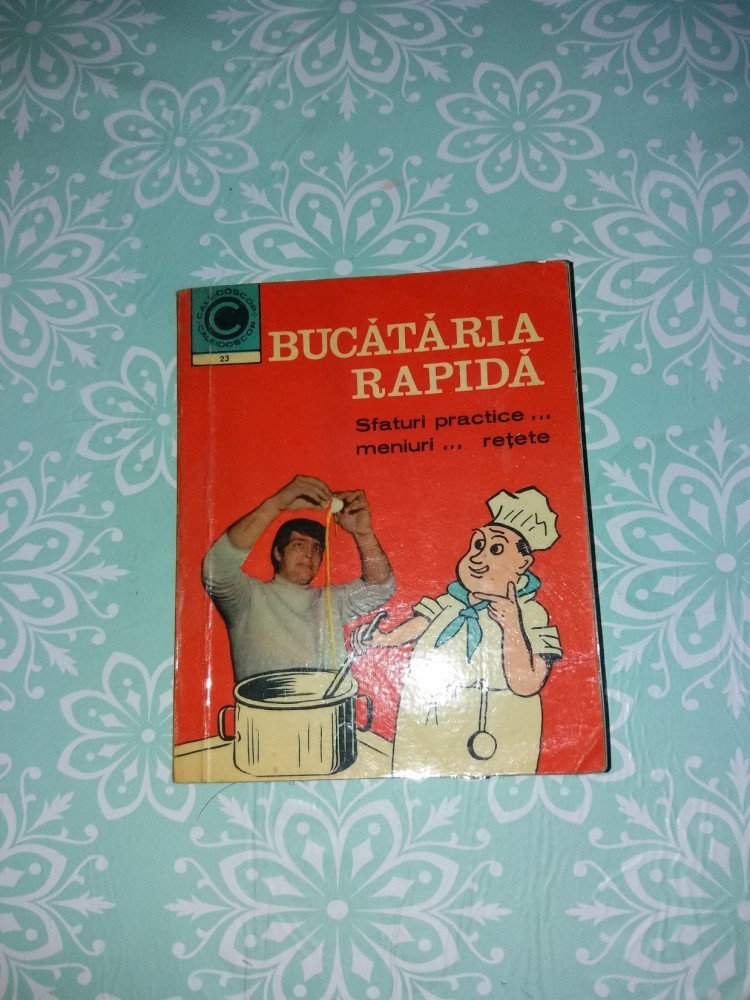 CALEIDOSCOP
CALEIDOSCOP
C
23
BUCĂTĂRIA
RAPIDĂ
Sfaturi practice ...
meniuri ... rețete